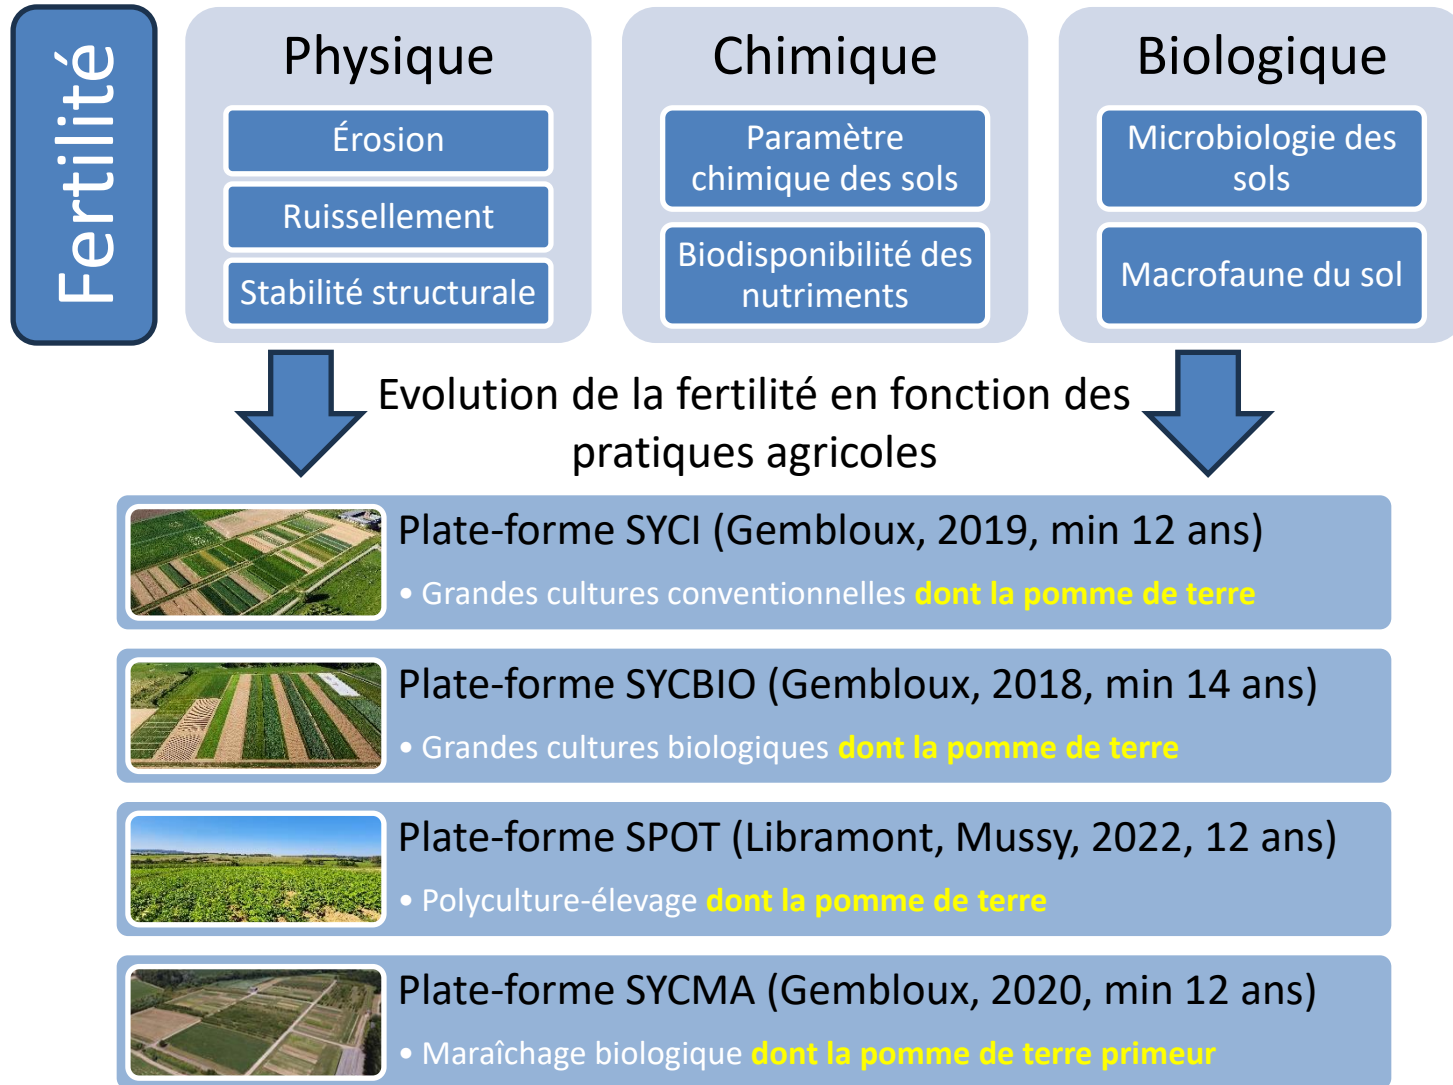 Fertilité
Physique
Érosion
Ruissellement
Stabilité structurale
Chimique
Paramètre
chimique des sols
Biodisponibilité des
nutriments
Biologique
Microbiologie des
sols
Macrofaune du sol
Evolution de la fertilité en fonction des
pratiques agricoles
Plate-forme SYCI (Gembloux, 2019, min 12 ans)
• Grandes cultures conventionnelles dont la pomme de terre
Plate-forme SYCBIO (Gembloux, 2018, min 14 ans)
• Grandes cultures biologiques dont la pomme de terre
Plate-forme SPOT (Libramont, Mussy, 2022, 12 ans)
• Polyculture-élevage dont la pomme de terre
Plate-forme SYCMA (Gembloux, 2020, min 12 ans)
• Maraîchage biologique dont la pomme de terre primeur